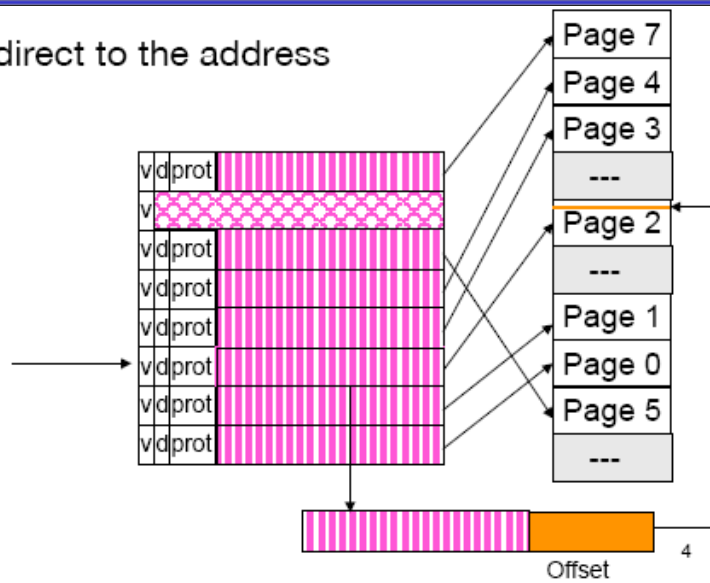 direct to the address
v d prot
v
v d prot
v d prot
v d prot
v d prot
v d prot
v d prot
Page 7
Page 4
Page 3
---
Page 2
---
Page 1
Page 0
Page 5
---
Offset
4